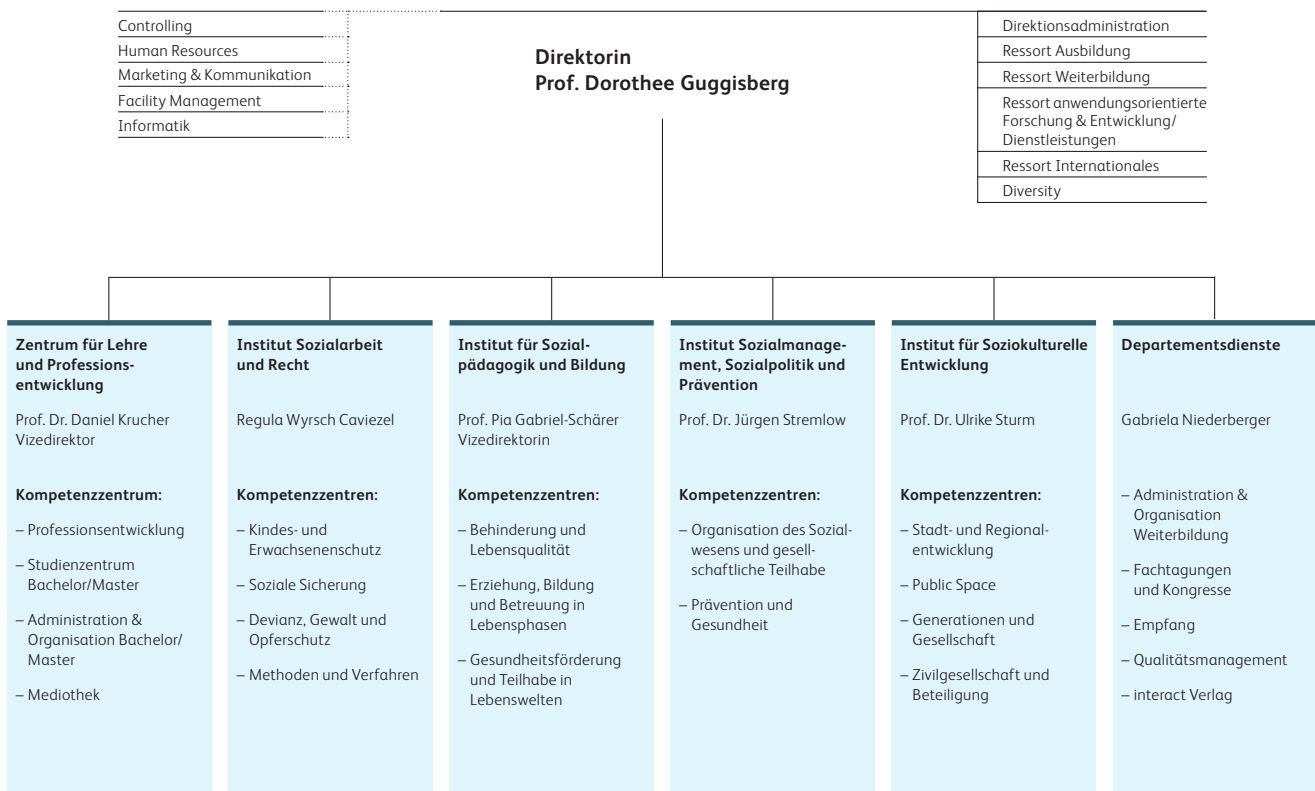 Controlling
Human Resources
Marketing & Kommunikation
Facility Management
Informatik
Direktorin
Prof. Dorothee Guggisberg
Direktionsadministration
Ressort Ausbildung
Ressort Weiterbildung
Ressort anwendungsorientierte
Forschung & Entwicklung/
Dienstleistungen
Ressort Internationales
Diversity
Zentrum für Lehre
und Professions-
entwicklung
Prof. Dr. Daniel Krucher
Vizedirektor
Kompetenzzentrum:
– Professionsentwicklung
– Studienzentrum
Bachelor/Master
– Administration &
Organisation Bachelor/
Master
– Mediothek
Institut Sozialarbeit
und Recht
Regula Wyrsch Caviezel
Kompetenzzentren:
– Kindes- und
Erwachsenenschutz
– Soziale Sicherung
– Devianz, Gewalt und
Opferschutz
– Methoden und Verfahren
Institut für Sozial-
pädagogik und Bildung
Prof. Pia Gabriel-Schärer
Vizedirektorin
Kompetenzzentren:
– Behinderung und
Lebensqualität
– Erziehung, Bildung
und Betreuung in
Lebensphasen
– Gesundheitsförderung
und Teilhabe in
Lebenswelten
Institut Sozialmanage-
ment, Sozialpolitik und
Prävention
Prof. Dr. Jürgen Stremlow
Kompetenzzentren:
– Organisation des Sozial-
wesens und gesell-
schaftliche Teilhabe
– Prävention und
Gesundheit
Institut für Soziokulturelle
Entwicklung
Prof. Dr. Ulrike Sturm
Kompetenzzentren:
– Stadt- und Regional-
entwicklung
– Public Space
– Generationen und
Gesellschaft
– Zivilgesellschaft und
Beteiligung
Departementsdienste
Gabriela Niederberger
– Administration &
Organisation
Weiterbildung
– Fachtagungen
und Kongresse
– Empfang
– Qualitätsmanagement
– interact Verlag